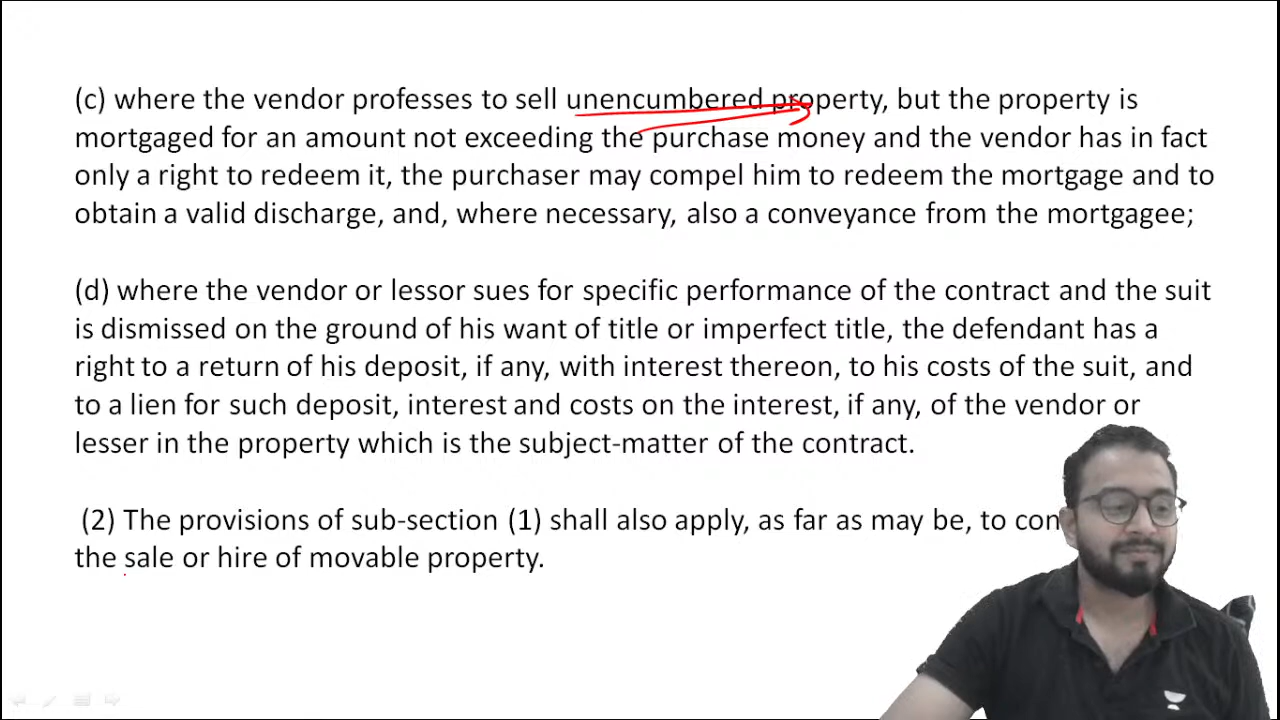 (c) where the vendor professes to sell unencumbered property, but the property is
mortgaged for an amount not exceeding the purchase money and the vendor has in fact
only a right to redeem it, the purchaser may compel him to redeem the mortgage and to
obtain a valid discharge, and, where necessary, also a conveyance from the mortgagee;
(d) where the vendor or lessor sues for specific performance of the contract and the suit
is dismissed on the ground of his want of title or imperfect title, the defendant has a
right to a return of his deposit, if any, with interest thereon, to his costs of the suit, and
to a lien for such deposit, interest and costs on the interest, if any, of the vendor or
lesser in the property which is the subject-matter of the contract.
(2) The provisions of sub-section (1) shall also apply, as far as may be, to con
the sale or hire of movable property.